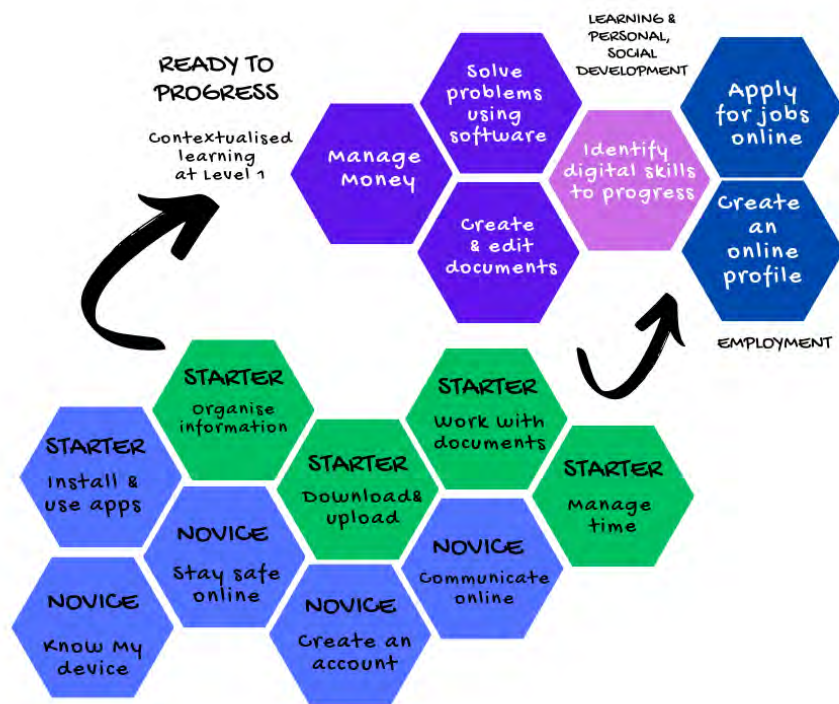 LEARNING &
PERSONAL,
SOCIAL
DEVELOPMENT
READY TO
PROGRESS
Contextualised
learning
at Level 1
Solve
problems
using
software
Apply
for jobs
online
Manage
Money
Identify
digital skills
to progress
Create
& edit
documents
Create
an
online
profile
EMPLOYMENT
STARTER
Organise
information
STARTER
Work with
documents
STARTER
Install &
use apps
STARTER
Download&
upload
STARTER
Manage
time
NOVICE
Stay safe
online
NOVICE
Communicate
online
NOVICE
Know My
device
NOVICE
Create an
account